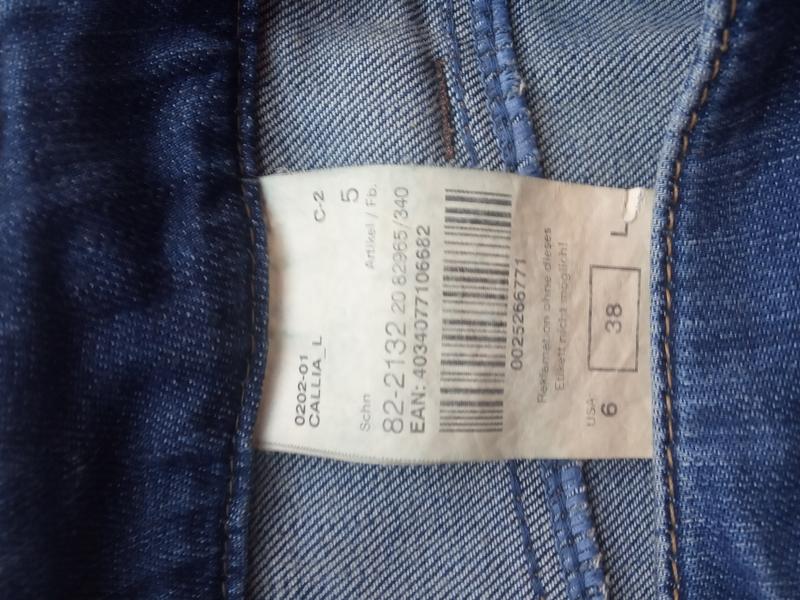 0202-01 C-2
CALLIA_L
5
Schn Artikel / Fb.
82-2132 20 82965/340
EAN: 4034077106682
0025266771
Reklamation ohne dieses
Etikett nicht möglich!
USA
6 38 L